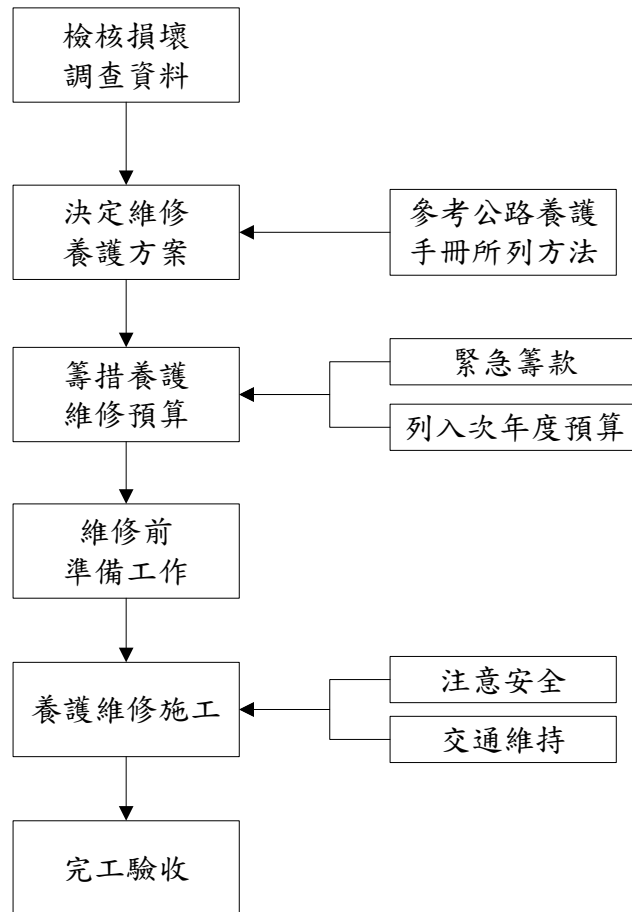 檢核損壞
調查資料
決定維修
養護方案
參考公路養護
手冊所列方法
籌措養護
維修預算
緊急籌款
列入次年度預算
維修前
準備工作
養護維修施工
注意安全
交通維持
完工驗收